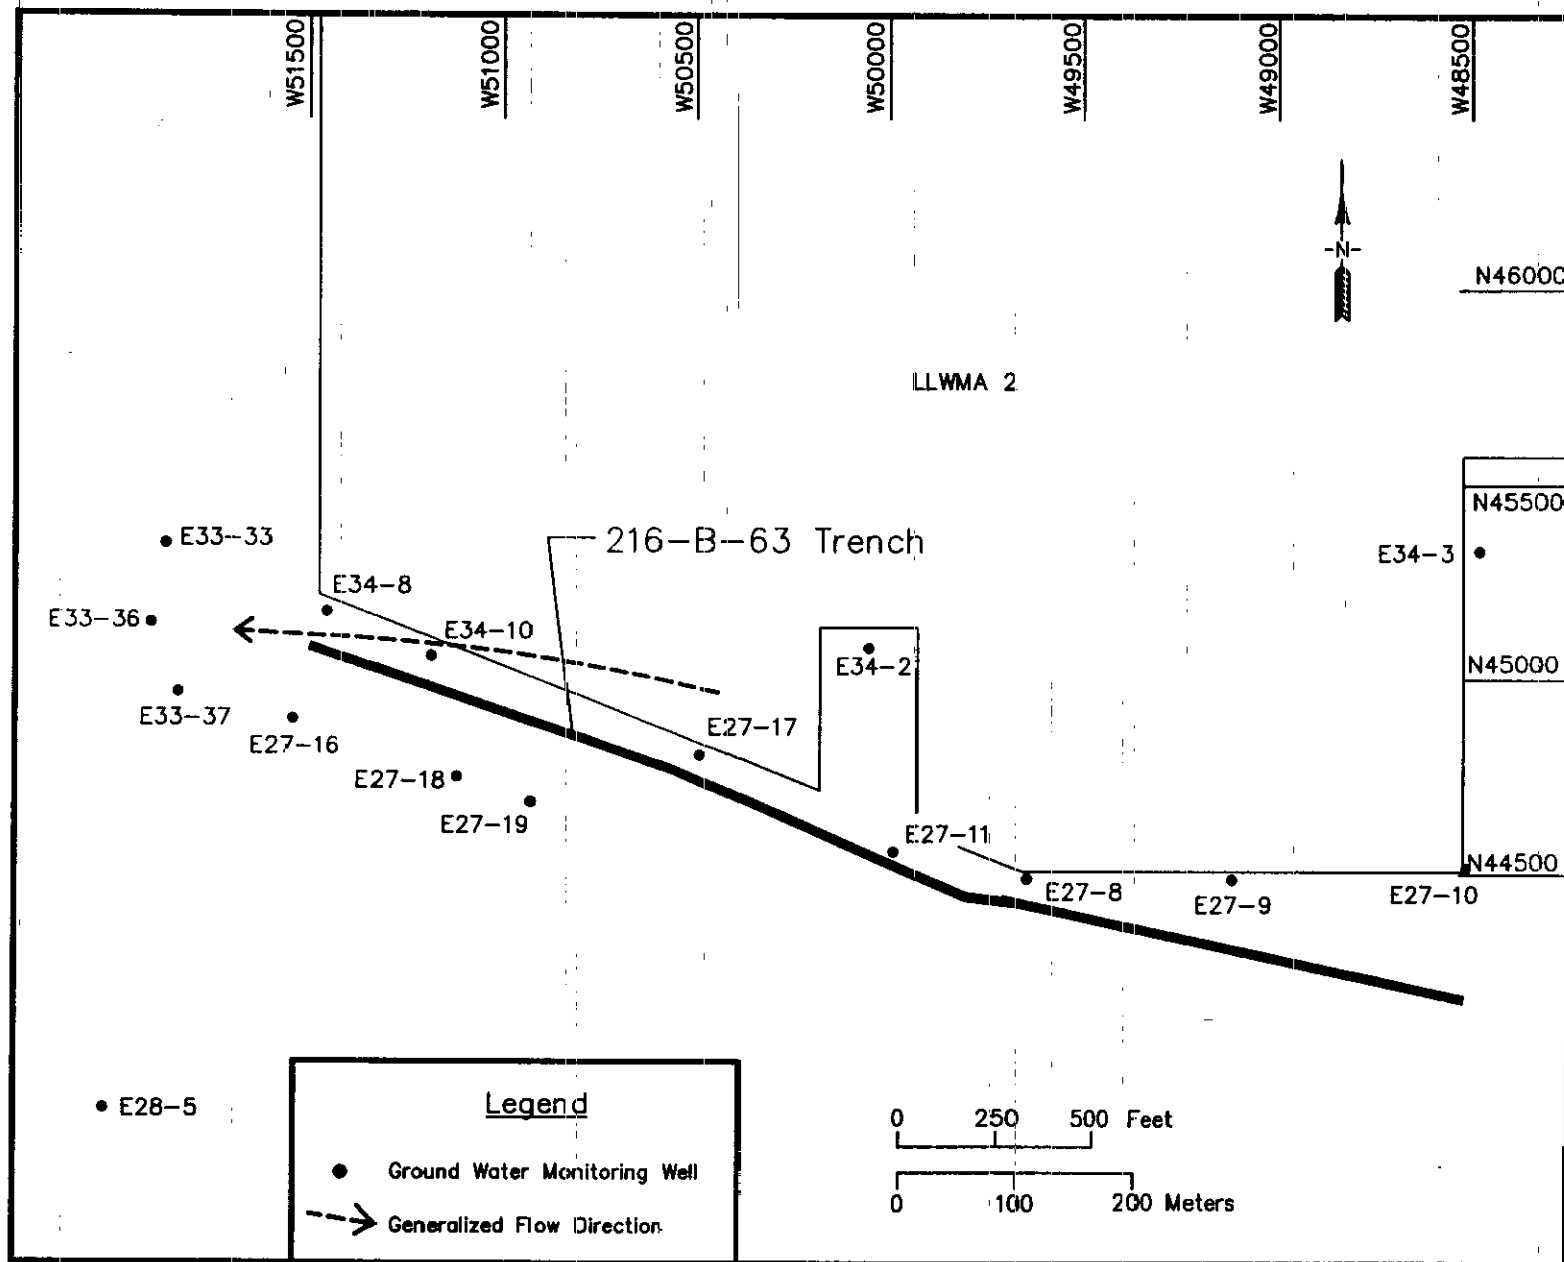 W51500
W51000
W50500
W50000
W49500
W49000
W48500
-N-
N46000
LLWMA 2
N45500
E33-33
216-B-63 Trench
E34-3
E34-8
E33-36
E34-10
E34-2
N45000
E33-37
E27-16
E27-17
E27-18
E27-19
E27-11
N44500
E27-8
E27-9
E27-10
E28-5
Legend
Ground Water Monitoring Well
Generalized Flow Direction
0 250 500 Feet
0 100 200 Meters